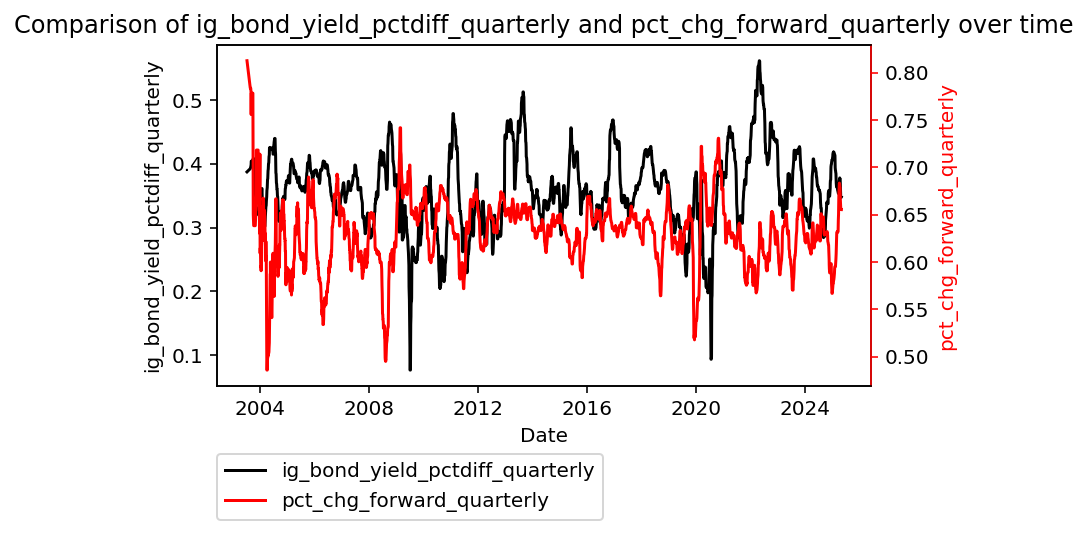 Comparison of ig_bond_yield_pctdiff_quarterly and pct_chg_forward_quarterly over time
ig_bond_yield_pctdiff_quarterly
0.5
0.4
0.3
0.2
0.1
0.80
0.75
0.70
0.65
0.60
0.55
0.50
pct_chg_forward_quarterly
2004 2008 2012 2016 2020 2024
Date
ig_bond_yield_pctdiff_quarterly
pct_chg_forward_quarterly